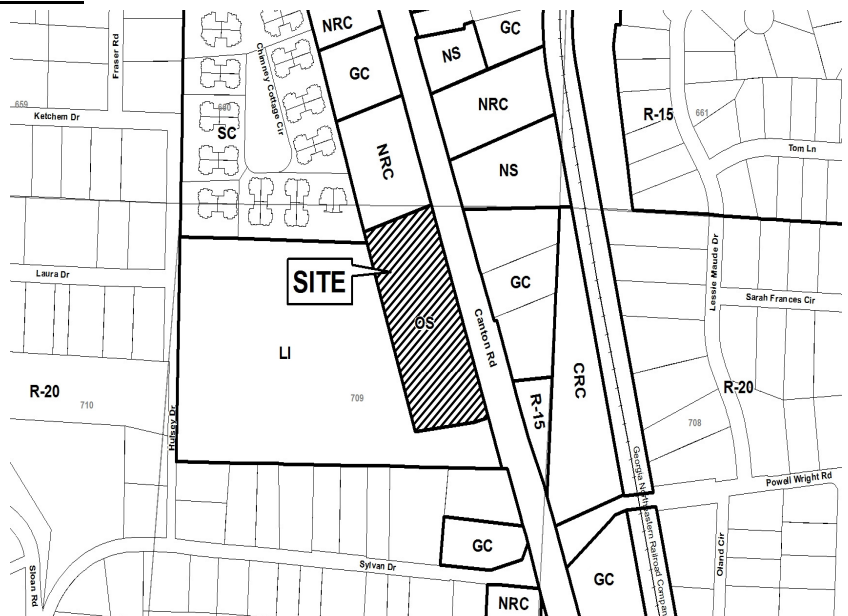 NRC
GC
NS
GC
NRC
Fraser Rd
Chimney Cottage Cir
R-15
661
659
Ketchem Dr
690
SC
Tom Ln
NRC
NS
Laura Dr
SITE
OS
Canton Rd
GC
Lessie Maude Dr
Sarah Frances Cir
LI
R-20
710
709
Hulsey Dr
R-15
CRC
R-20
708
Georgia Northeastern Railroad Compan
Powell Wright Rd
GC
Sylvan Dr
Sloan Rd
NRC
GC
Oland Cir